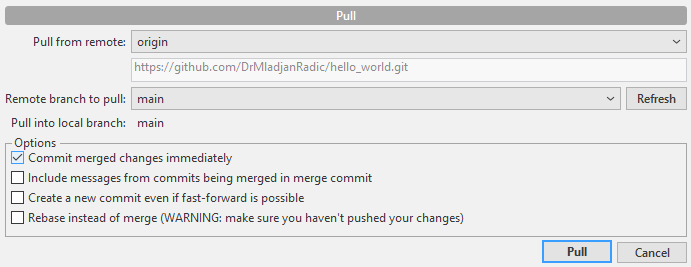 Pull
Pull from remote: origin
https://github.com/DrMladjanRadic/hello_world.git
Remote branch to pull: main Refresh
Pull into local branch: main
Options
Commit merged changes immediately
Include messages from commits being merged in merge commit
Create a new commit even if fast-forward is possible
Rebase instead of merge (WARNING: make sure you haven't pushed your changes)
Pull Cancel